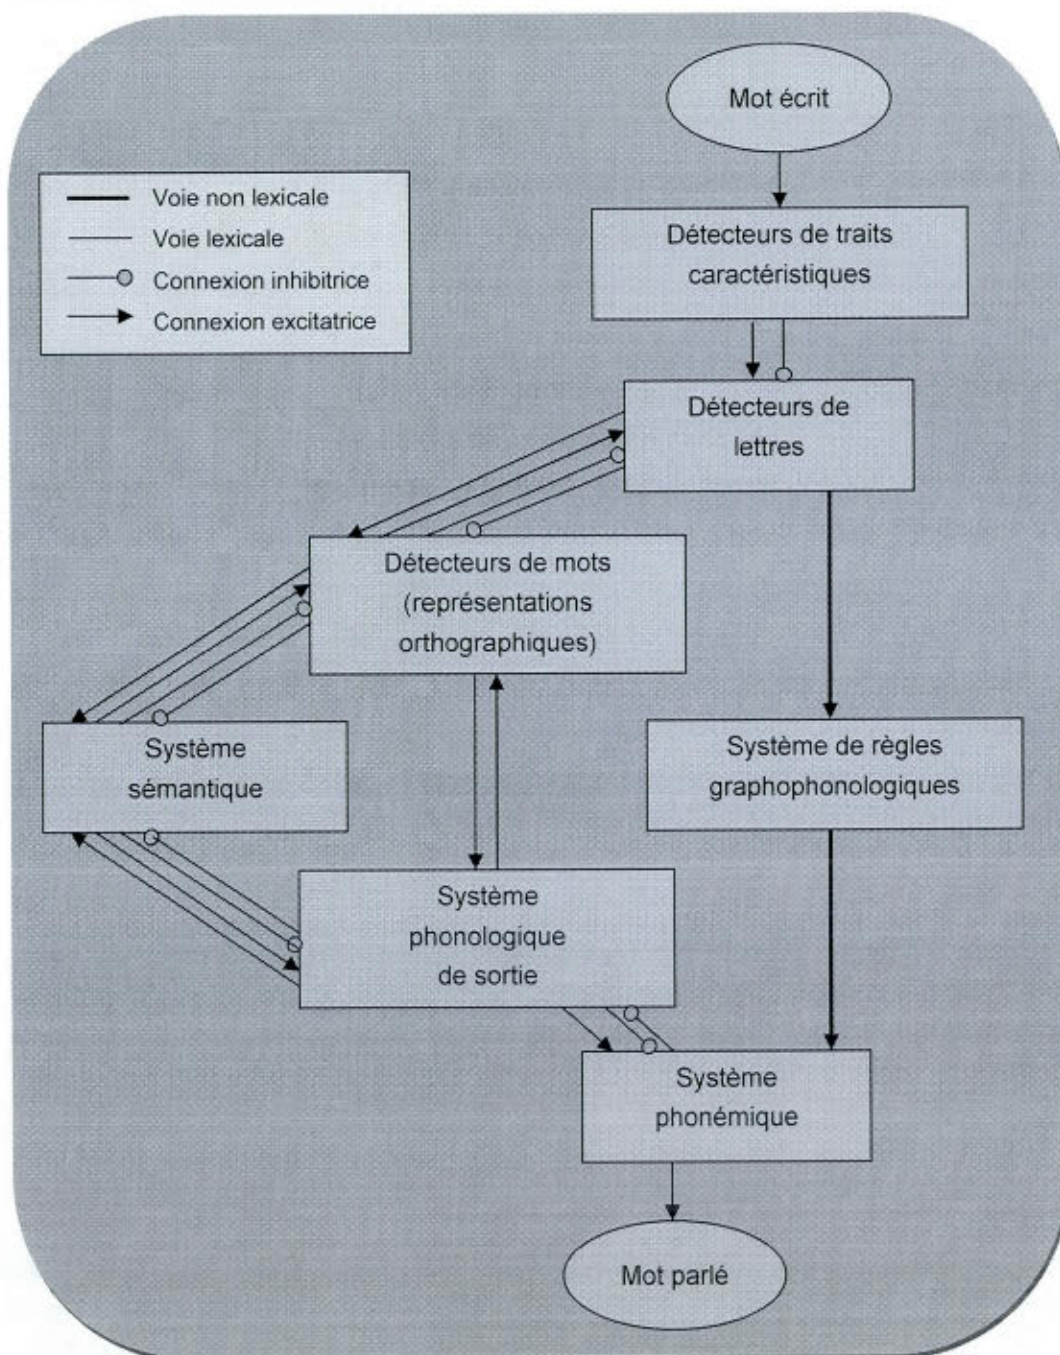 Mot écrit
Voie non lexicale
Voie lexicale
Connexion inhibitrice
Connexion excitatrice
Détecteurs de traits
caractéristiques
Détecteurs de
lettres
Détecteurs de mots
(représentations
orthographiques)
Système
sémantique
Système de règles
graphophonologiques
Système
phonologique
de sortie
Système
phonémique
Mot parlé